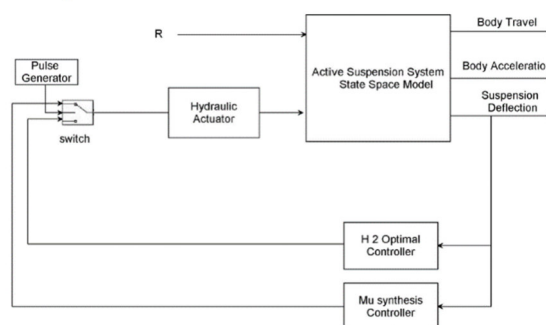 R
Body Travel
Active Suspension System
State Space Model
Body Acceleration
Pulse
Generator
Hydraulic
Actuator
Suspension
Deflection
switch
H 2 Optimal
Controller
Mu synthesis
Controller